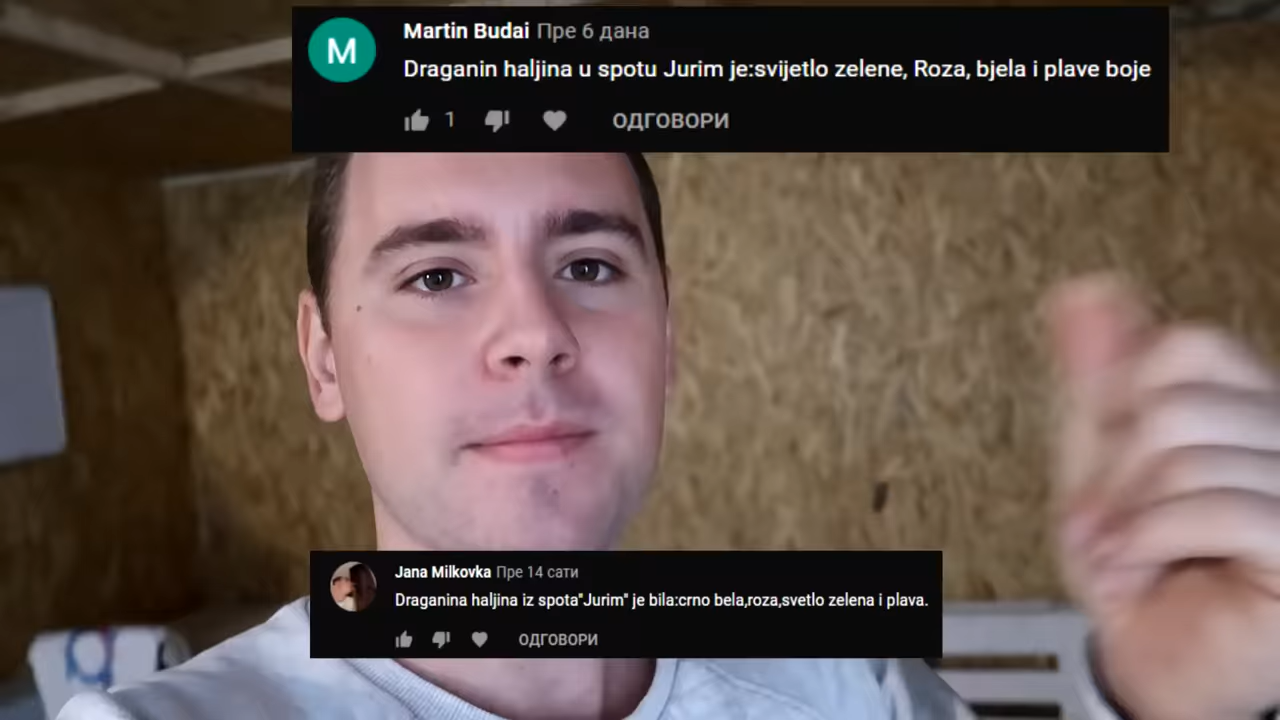 M
Martin Budai Пре 6 дана
Draganin haljina u spotu Jurim je:svijetlo zelene, Roza, bjela i plave boje
1
ОДГОВОРИ
Jana Milkovka Пре 14 сати
Draganina haljina iz spota"Jurim" je bila:crno bela,roza,svetlo zelena i plava.
ОДГОВОРИ